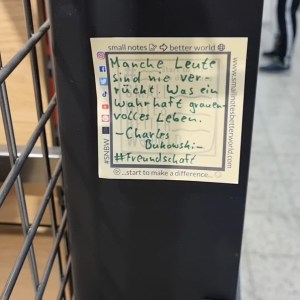 small notes better world
Manche Leute
sind nie ver-
rückt. Was ein
wahrhaft grauen-
volles Leben.
-Charles
Bukowski-
#Freundschaft
#SNBW
www.smallnotesbetterworld.com
...start to make a difference...